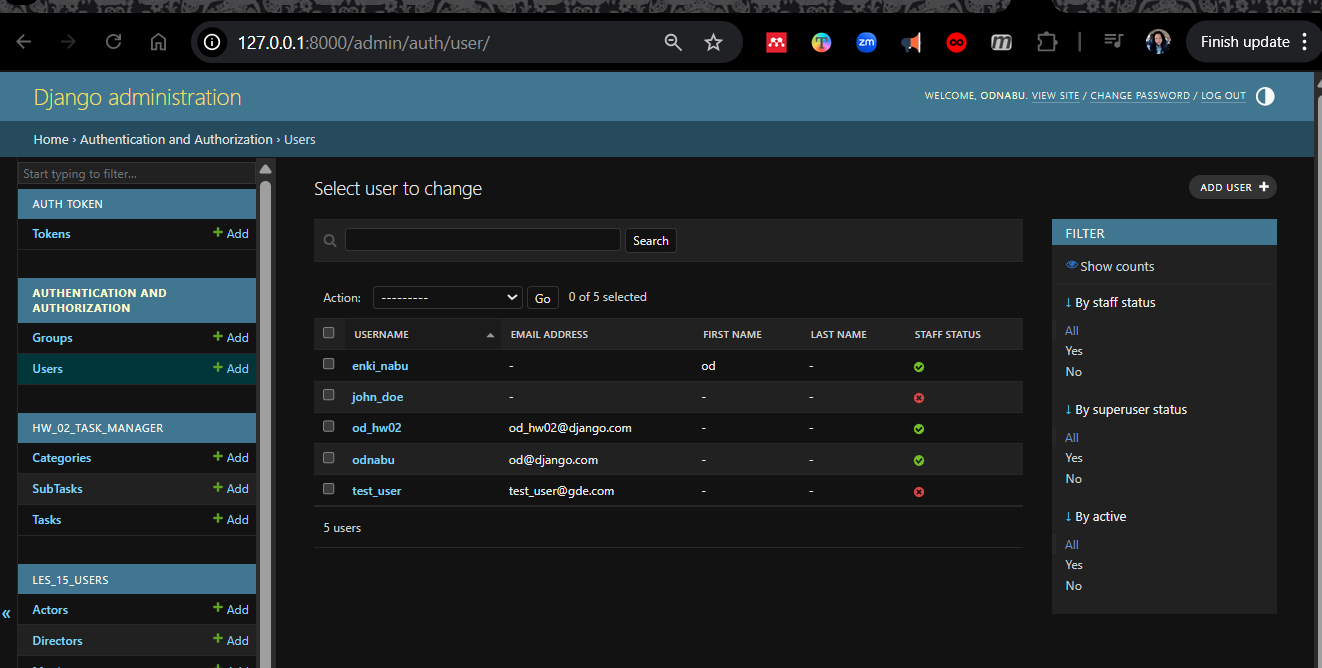 127.0.0.1:8000/admin/auth/user/
zm
m
Finish update
Django administration
WELCOME, ODNABU. VIEW SITE / CHANGE PASSWORD / LOG OUT
Home › Authentication and Authorization › Users
Start typing to filter...
AUTH TOKEN
Tokens + Add
AUTHENTICATION AND
AUTHORIZATION
Groups + Add
Users + Add
HW_02_TASK_MANAGER
Categories + Add
SubTasks + Add
Tasks + Add
LES_15_USERS
Actors + Add
Directors + Add
«
Select user to change
ADD USER +
Search
Action: --------- Go 0 of 5 selected
USERNAME EMAIL ADDRESS FIRST NAME LAST NAME STAFF STATUS
enki_nabu - od -
john_doe - - -
od_hw02 od_hw02@django.com - -
odnabu od@django.com - -
test_user test_user@gde.com - -
5 users
FILTER
Show counts
↓ By staff status
All
Yes
No
↓ By superuser status
All
Yes
No
↓ By active
All
Yes
No